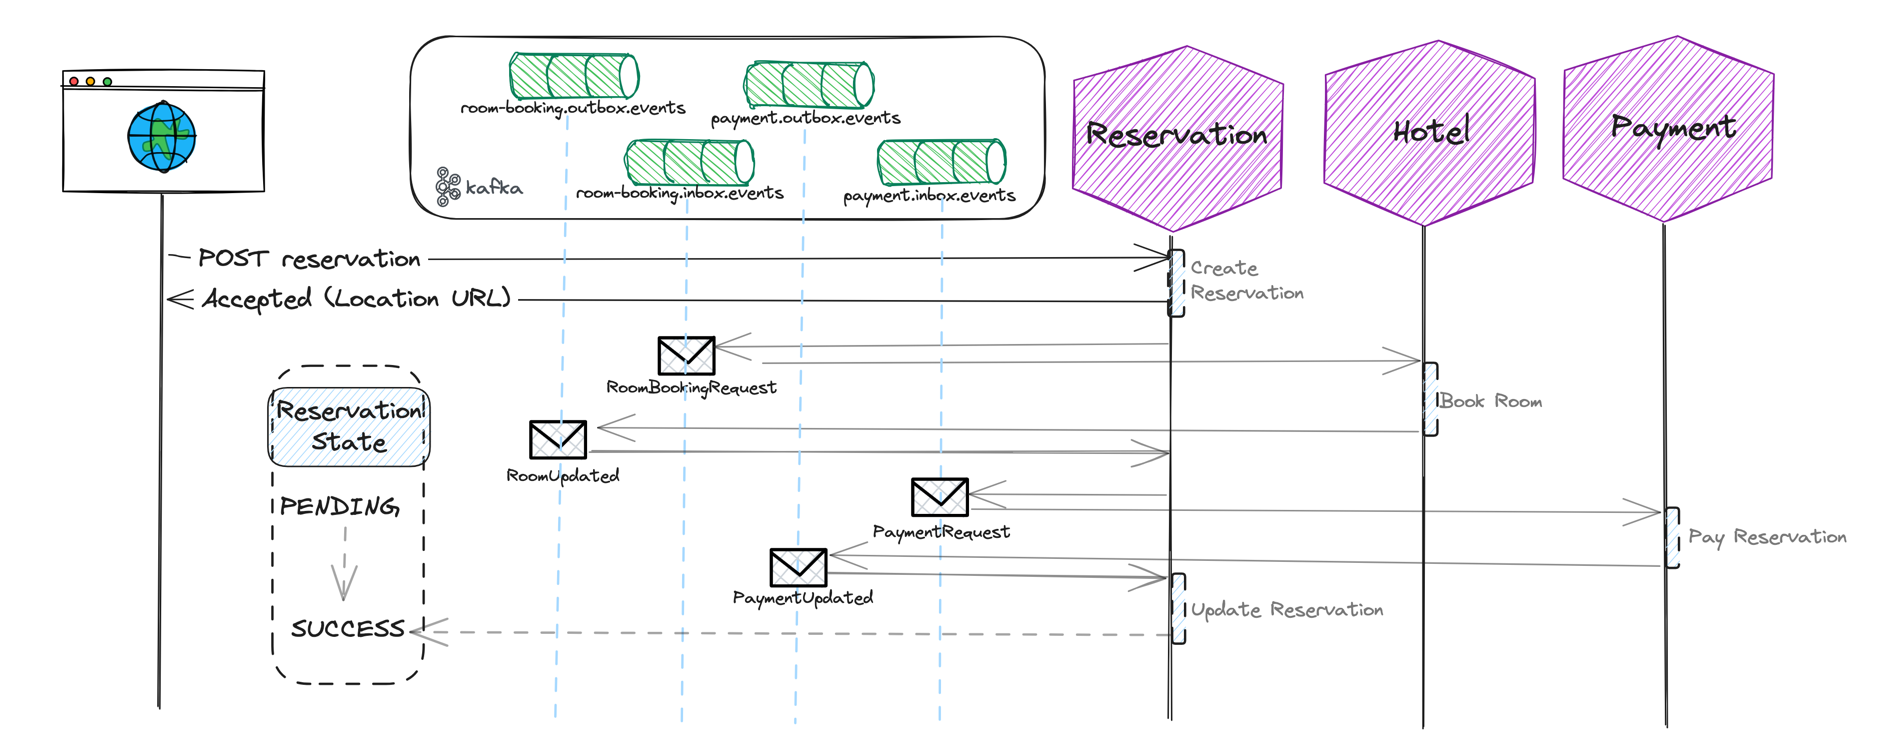 room-booking.outbox.events
payment.outbox.events
kafka
room-booking.inbox.events
payment.inbox.events
Reservation
Hotel
Payment
POST reservation
Accepted (Location URL)
Create
Reservation
RoomBookingRequest
Book Room
Reservation
State
RoomUpdated
PENDING
PaymentRequest
Pay Reservation
PaymentUpdated
Update Reservation
SUCCESS